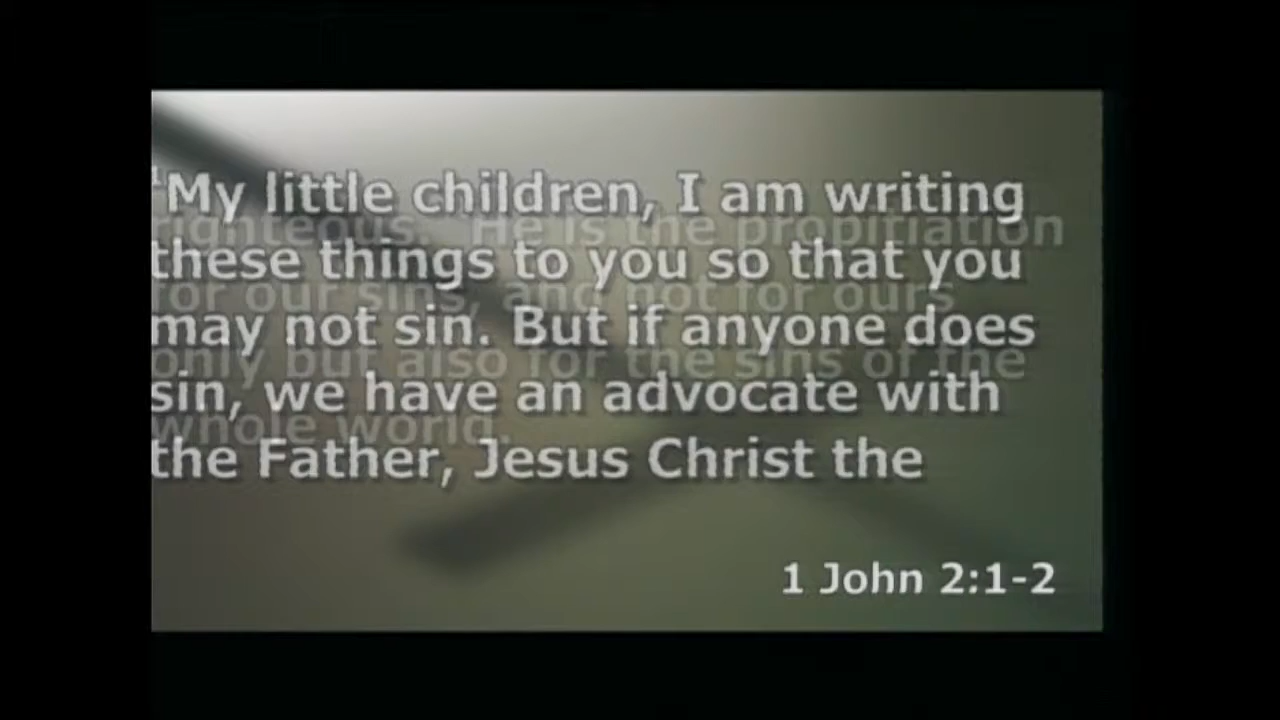 ¹My little children, I am writing
righteous. He is the propitiation
these things to you so that you
for our sins, and not for ours
may not sin. But if anyone does
only but also for the sins of the
sin, we have an advocate with
whole world.
the Father, Jesus Christ the
1 John 2:1-2